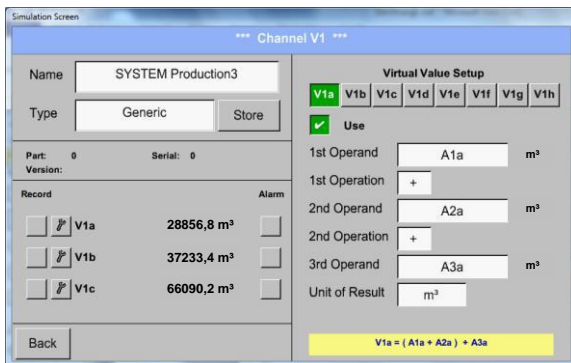 Simulation Screen
*** Channel V1 ***
Name
SYSTEM Production3
Type
Generic
Store
Part: 0 Serial: 0
Version:
Record
Alarm
V1a 28856,8 m³
V1b 37233,4 m³
V1c 66090,2 m³
Back
Virtual Value Setup
V1a V1b V1c V1d V1e V1f V1g V1h
Use
1st Operand A1a m³
1st Operation +
2nd Operand A2a m³
2nd Operation +
3rd Operand A3a m³
Unit of Result m³
V1a = ( A1a + A2a ) + A3a